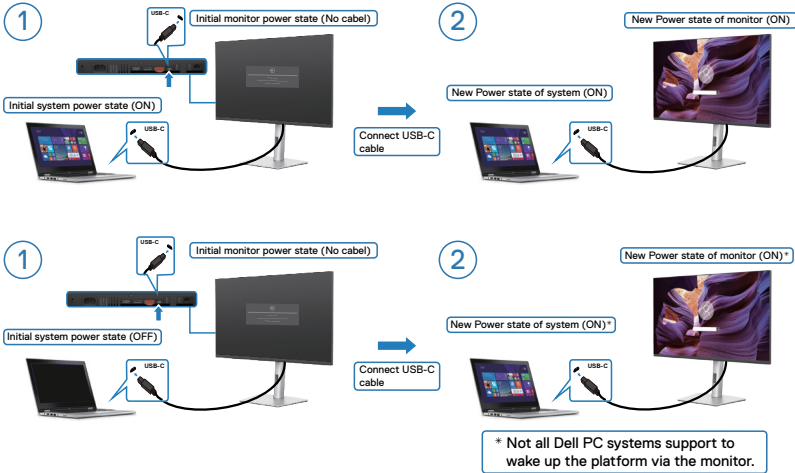 1
USB-C
Initial monitor power state (No cabel)
Initial system power state (ON)
USB-C
Connect USB-C
cable
2
New Power state of monitor (ON)
New Power state of system (ON)
USB-C
1
USB-C
Initial monitor power state (No cabel)
Initial system power state (OFF)
USB-C
Connect USB-C
cable
2
New Power state of monitor (ON)*
New Power state of system (ON)*
USB-C
* Not all Dell PC systems support to
wake up the platform via the monitor.